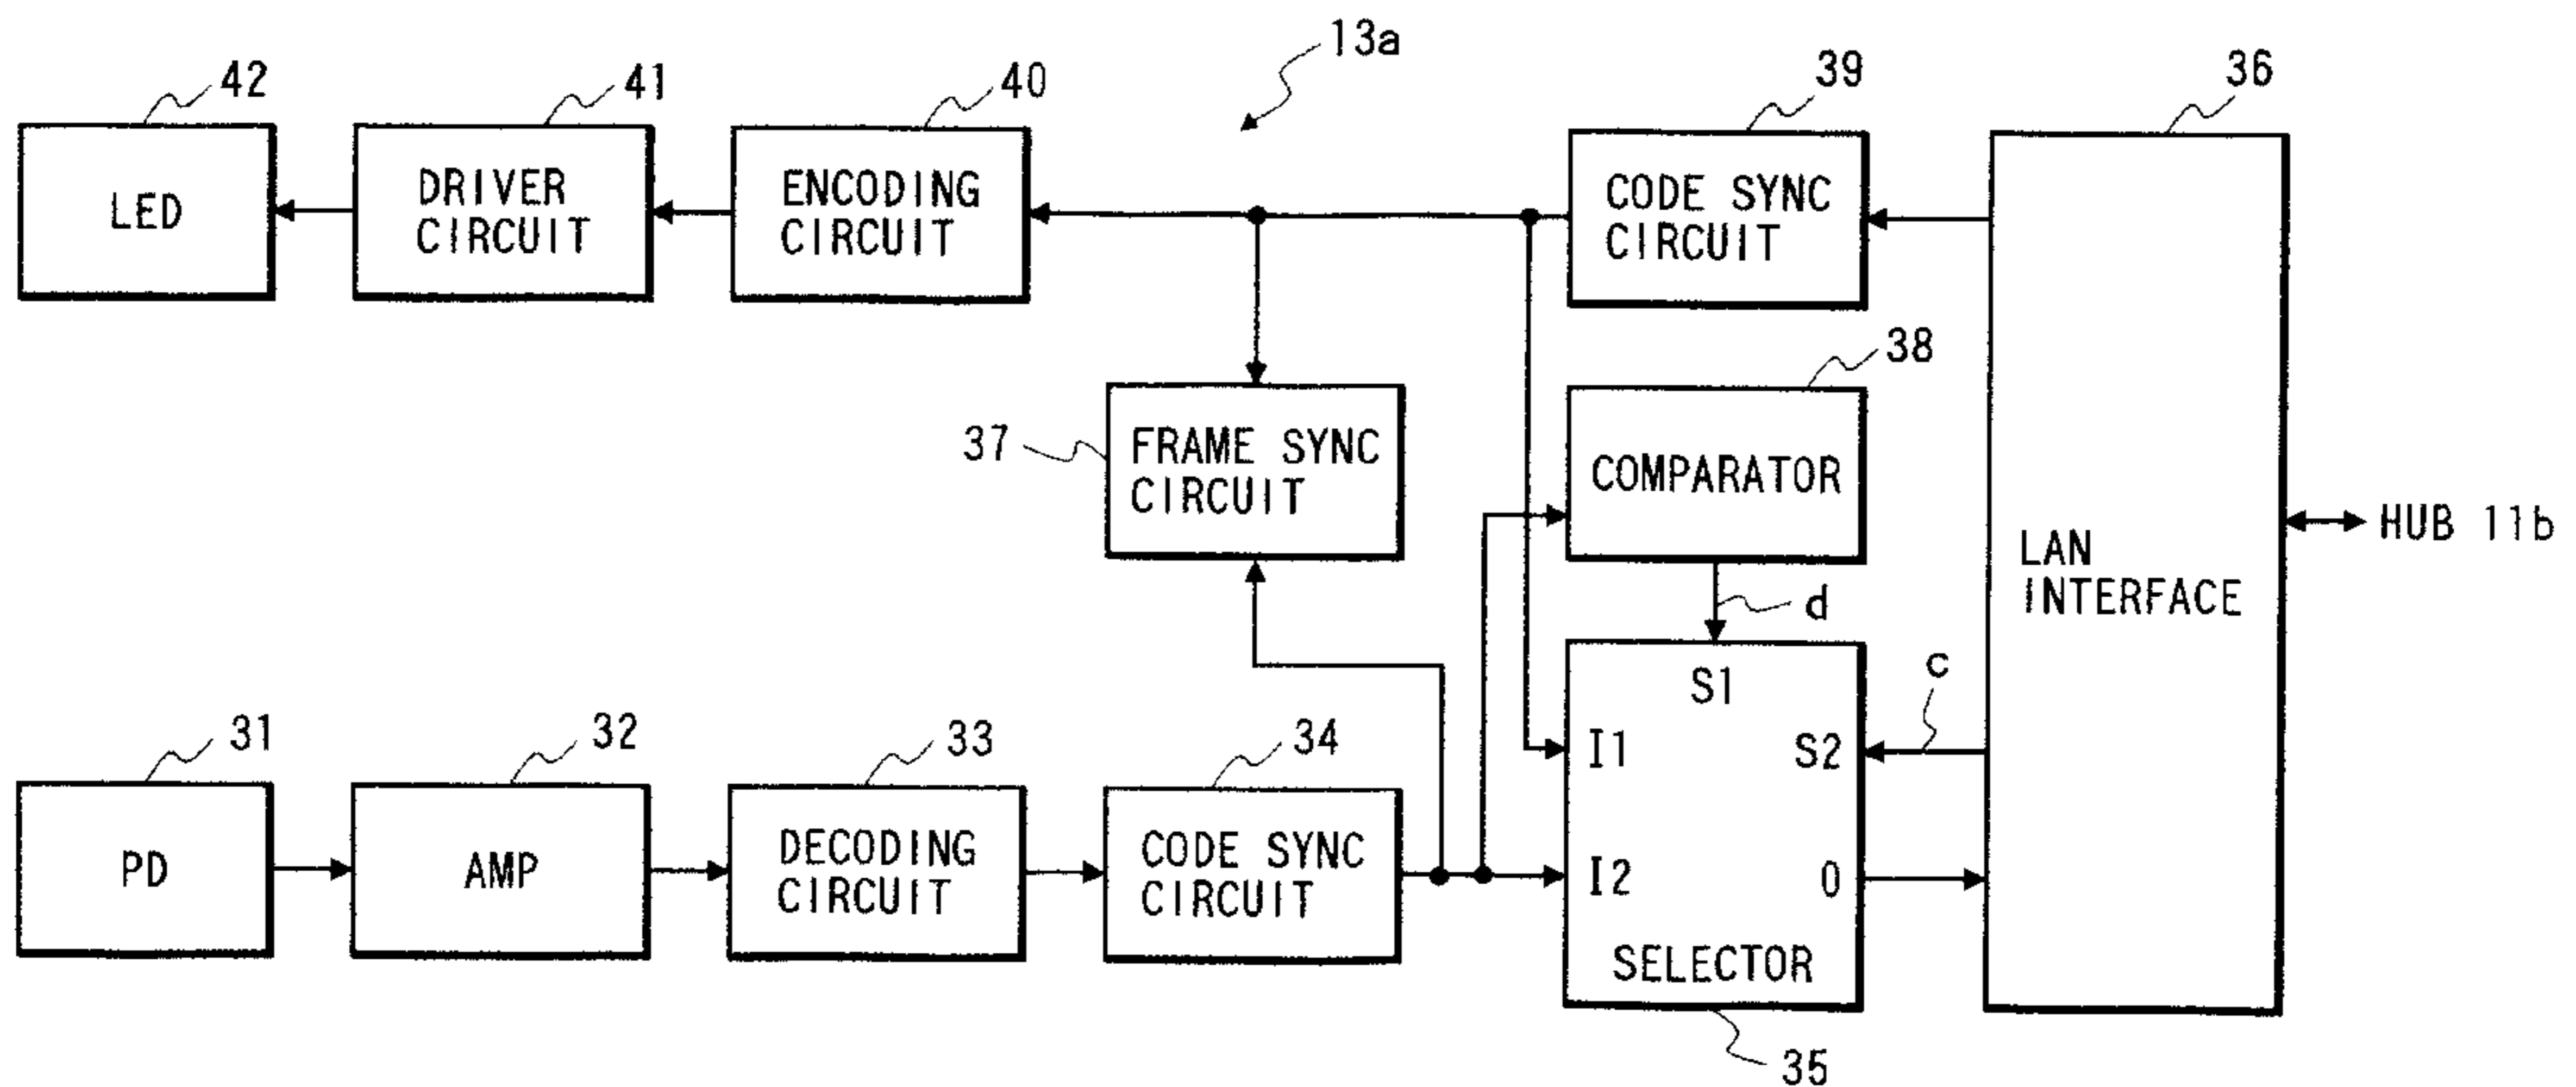 13a
42
41
40
39
36
LED
DRIVER
CIRCUIT
ENCODING
CIRCUIT
CODE SYNC
CIRCUIT
38
37
FRAME SYNC
CIRCUIT
COMPARATOR
HUB 11b
LAN
INTERFACE
d
c
S1
31
32
33
34
I1
S2
PD
AMP
DECODING
CIRCUIT
CODE SYNC
CIRCUIT
I2
O
SELECTOR
35